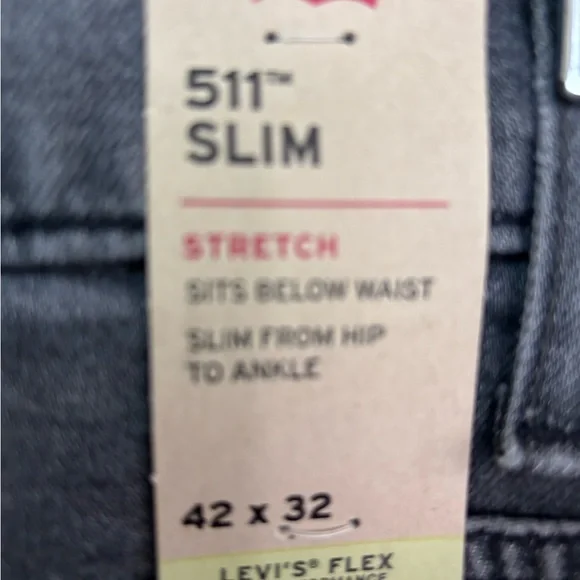 511™
SLIM
STRETCH
SITS BELOW WAIST
SLIM FROM HIP
TO ANKLE
42 x 32
LEVI'S® FLEX